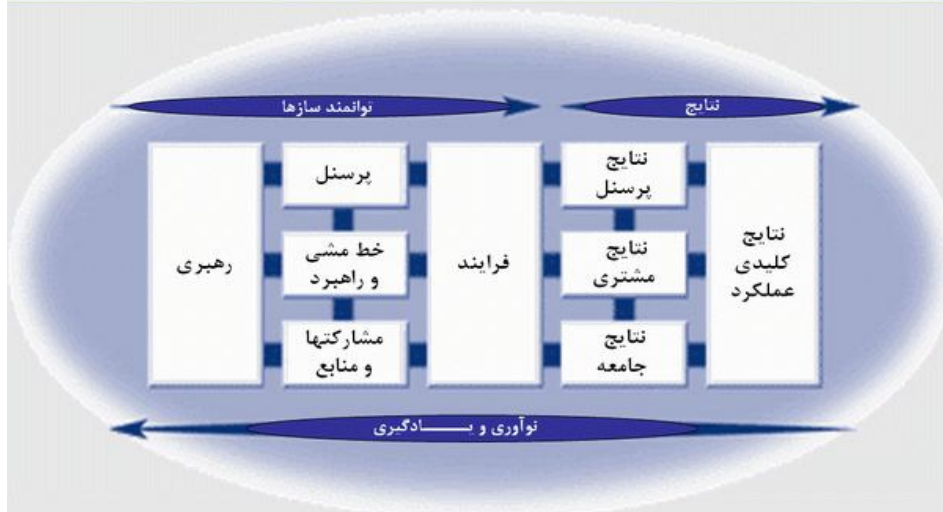 توانمند سازها
نتایج
رهبری
پرسنل
خط مشی
و راهبرد
مشارکتها
و منابع
فرایند
نتایج
پرسنل
نتایج
مشتری
نتایج
جامعه
نتایج
کلیدی
عملکرد
نوآوری و یـــــادگیری